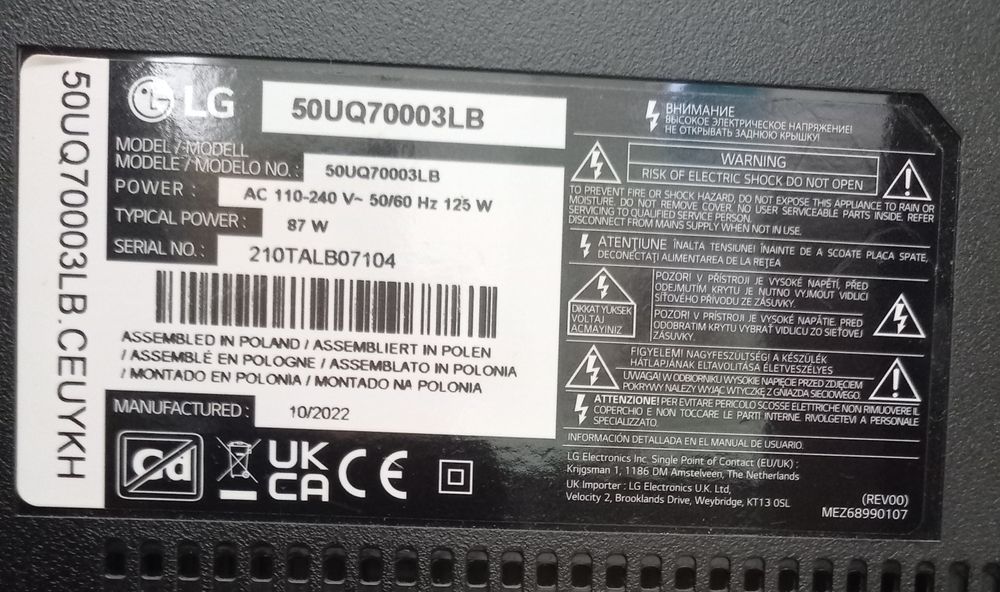 50UQ70003LB.CEUYKH
LG
50UQ70003LB
MODEL / MODELL
MODELE / MODELO NO. :
50UQ70003LB
POWER :
AC 110-240 V~ 50/60 Hz 125 W
TYPICAL POWER :
87 W
SERIAL NO. :
210TALB07104
ASSEMBLED IN POLAND / ASSEMBLIERT IN POLEN
/ ASSEMBLÉ EN POLOGNE / ASSEMBLATO IN POLONIA
/ MONTADO EN POLONIA / MONTADO NA POLONIA
MANUFACTURED :
10/2022
Cd
UK
CA
CE
ВНИМАНИЕ
ВЫСОКОЕ ЭЛЕКТРИЧЕСКОЕ НАПРЯЖЕНИЕ!
НЕ ОТКРЫВАТЬ ЗАДНЮЮ КРЫШКУ!
WARNING
RISK OF ELECTRIC SHOCK DO NOT OPEN
TO PREVENT FIRE OR SHOCK HAZARD, DO NOT EXPOSE THIS APPLIANCE TO RAIN OR
MOISTURE. DO NOT REMOVE COVER. NO USER SERVICEABLE PARTS INSIDE. REFER
SERVICING TO QUALIFIED SERVICE PERSON.
DISCONNECT FROM MAINS SUPPLY WHEN NOT IN USE.
ATENŢIUNE ÎNALTA TENSIUNE! ÎNAINTE DE A SCOATE PLACA SPATE,
DECONECTAŢI ALIMENTAREA DE LA REŢEA
DIKKAT YUKSEK
VOLTAJ
ACMAYINIZ
POZOR! V PŘÍSTROJI JE VYSOKÉ NAPĚTÍ, PŘED
ODEJMUTÍM KRYTU JE NUTNO VYJMOUT VIDLICI
SÍŤOVÉHO PŘÍVODU ZE ZÁSUVKY.
POZOR! V PRÍSTROJI JE VYSOKÉ NAPÄTIE. PRED
ODOBRATIM KRYTU VYBRAŤ VIDLICU ZO SIEŤOVEJ
ZÁSUVKY.
FIGYELEM! NAGYFESZÜLTSÉG! A KÉSZÜLÉK
HÁTLAPJÁNAK ELTÁVOLÍTÁSA ÉLETVESZÉLYES
UWAGA! W ODBIORNIKU WYSOKIE NAPIĘCIE PRZED ZDJĘCIEM
POKRYWY NALEŻY WYJĄĆ WTYCZKĘ Z GNIAZDA SIECIOWEGO.
ATTENZIONE! PER EVITARE PERICOLO SCOSSE ELETTRICHE NON RIMUOVERE IL
COPERCHIO E NON TOCCARE LE PARTI INTERNE. RIVOLGETEVI A PERSONALE
SPECIALIZZATO.
INFORMACIÓN DETALLADA EN EL MANUAL DE USUARIO.
LG Electronics Inc. Single Point of Contact (EU/UK) :
Krijgsman 1, 1186 DM Amstelveen, The Netherlands
UK Importer : LG Electronics U.K. Ltd,
Velocity 2, Brooklands Drive, Weybridge, KT13 0SL
(REV00)
MEZ68990107